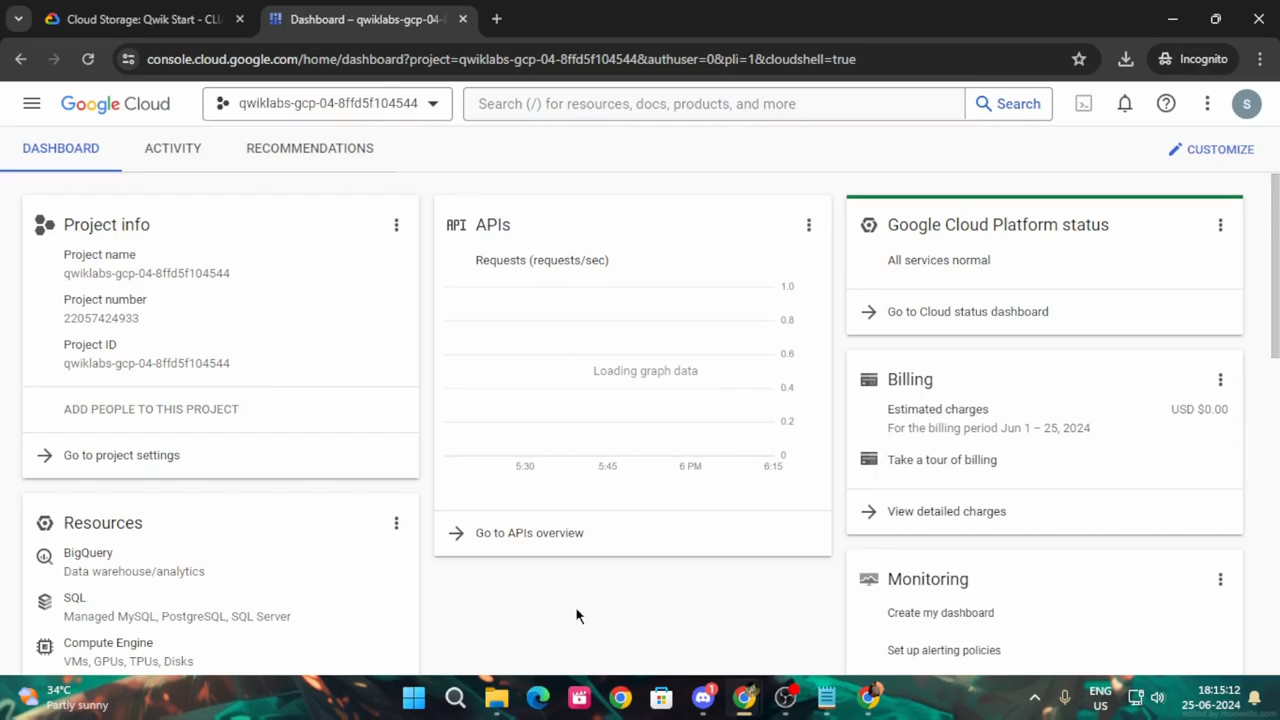 Cloud Storage: Qwik Start - CLI
Dashboard – qwiklabs-gcp-04-
console.cloud.google.com/home/dashboard?project=qwiklabs-gcp-04-8ffd5f104544&authuser=0&pli=1&cloudshell=true
Incognito
Google Cloud
qwiklabs-gcp-04-8ffd5f104544
Search (/) for resources, docs, products, and more
Search
S
DASHBOARD
ACTIVITY
RECOMMENDATIONS
CUSTOMIZE
Project info
Project name
qwiklabs-gcp-04-8ffd5f104544
Project number
22057424933
Project ID
qwiklabs-gcp-04-8ffd5f104544
ADD PEOPLE TO THIS PROJECT
Go to project settings
Resources
BigQuery
Data warehouse/analytics
SQL
Managed MySQL, PostgreSQL, SQL Server
Compute Engine
VMs, GPUs, TPUs, Disks
API APIs
Requests (requests/sec)
1.0
0.8
0.6
Loading graph data
0.4
0.2
0
5:30 5:45 6 PM 6:15
Go to APIs overview
Google Cloud Platform status
All services normal
Go to Cloud status dashboard
Billing
Estimated charges USD $0.00
For the billing period Jun 1 – 25, 2024
Take a tour of billing
View detailed charges
Monitoring
Create my dashboard
Set up alerting policies
34°C
Partly sunny
1
ENG
US
18:15:12
25-06-2024